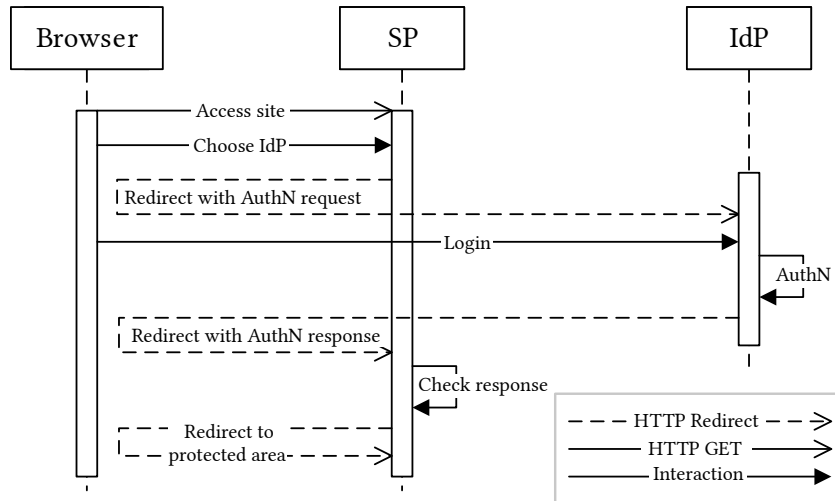 Browser
SP
IdP
Access site
Choose IdP
Redirect with AuthN request
Login
AuthN
Redirect with AuthN response
Check response
Redirect to
protected area
HTTP Redirect
HTTP GET
Interaction